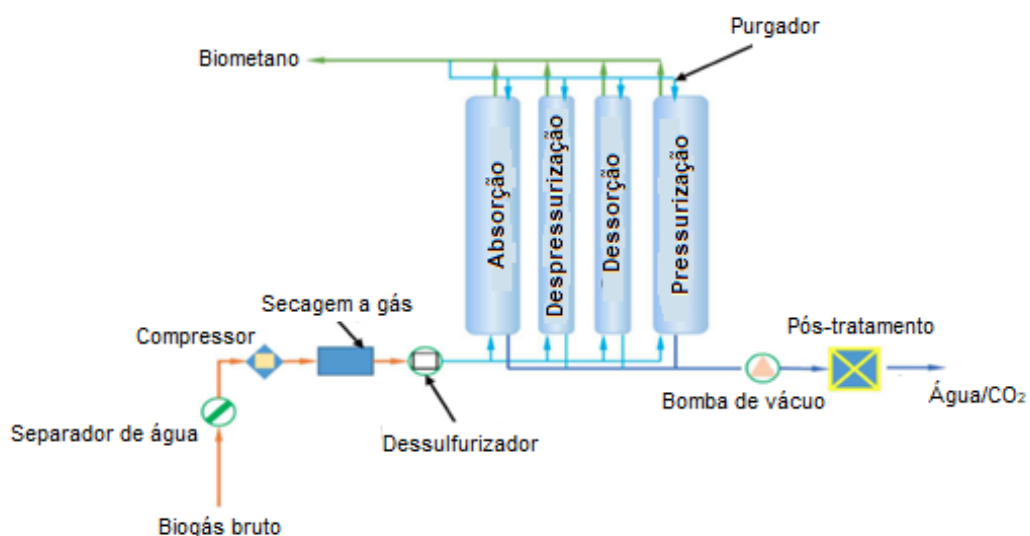 Purgador
Biometano
Absorção
Despressurização
Dessorção
Pressurização
Secagem a gás
Compressor
Pós-tratamento
Bomba de vácuo
Água/CO₂
Separador de água
Dessulfurizador
Biogás bruto